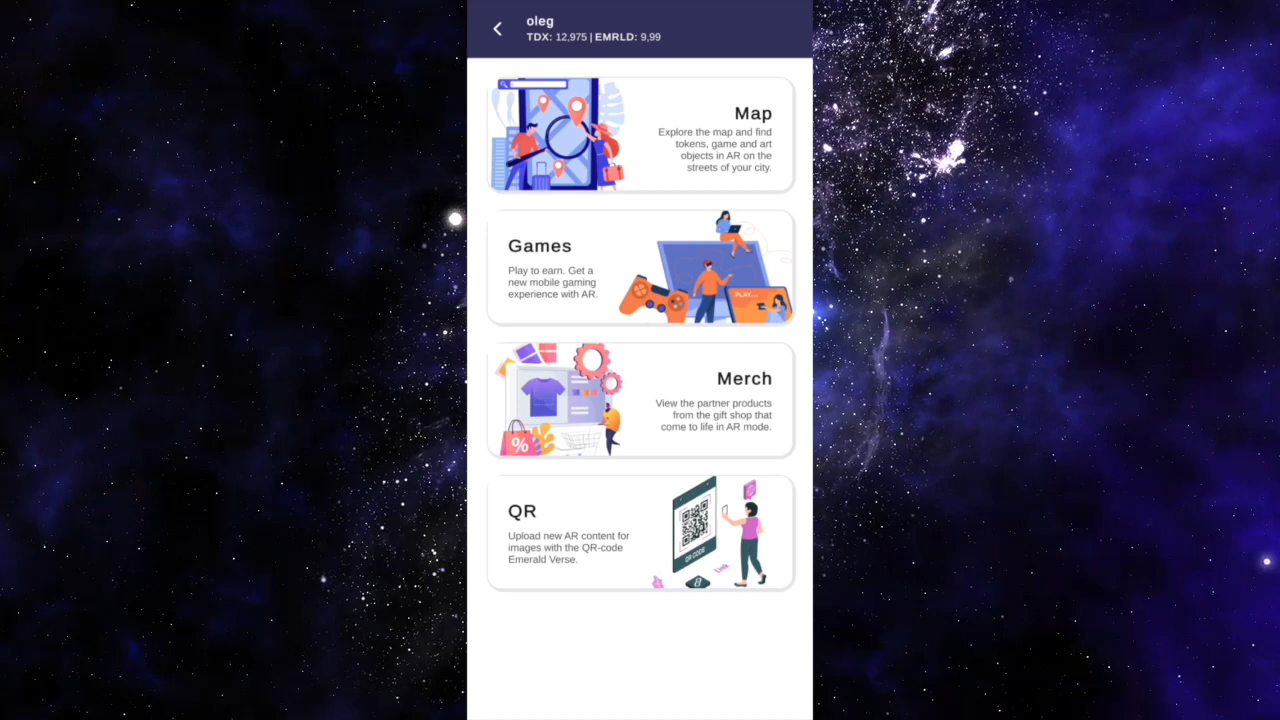 oleg
TDX: 12,975 | EMRLD: 9,99
Map
Explore the map and find
tokens, game and art
objects in AR on the
streets of your city.
Games
Play to earn. Get a
new mobile gaming
experience with AR.
PLAY...
Merch
View the partner products
from the gift shop that
come to life in AR mode.
%
QR
Upload new AR content for
images with the QR-code
Emerald Verse.
QR CODE